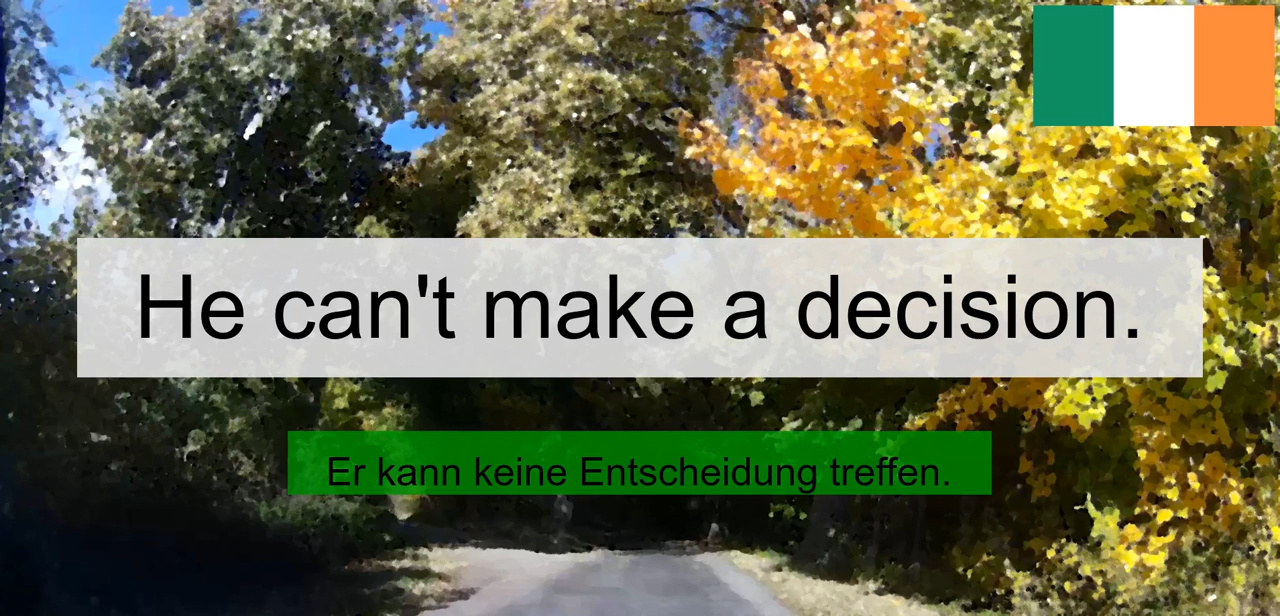 He can't make a decision.
Er kann keine Entscheidung treffen.